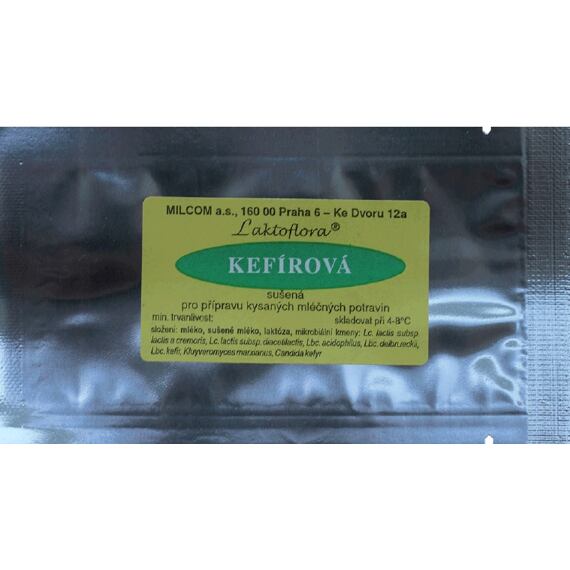 MILCOM a.s., 160 00 Praha 6 – Ke Dvoru 12a
Laktoflora®
KEFÍROVÁ
sušená
pro přípravu kysaných mléčných potravin
min. trvanlivost: skladovat při 4-8°C
složení: mléko, sušené mléko, laktóza, mikrobiální kmeny: Lc. lactis subsp.
lactis a cremoris, Lc. lactis subsp. diacetilactis, Lbc. acidophilus, Lbc. delbrueckii,
Lbc. kefir, Kluyveromyces marxianus, Candida kefyr